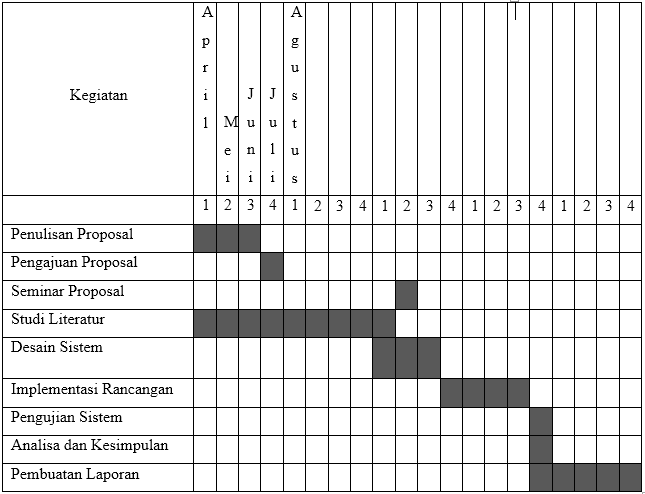 Kegiatan
April
Mei
Juni
Juli
Agustus
1 2 3 4 1 2 3 4 1 2 3 4 1 2 3 4 1 2 3 4
Penulisan Proposal
Pengajuan Proposal
Seminar Proposal
Studi Literatur
Desain Sistem
Implementasi Rancangan
Pengujian Sistem
Analisa dan Kesimpulan
Pembuatan Laporan